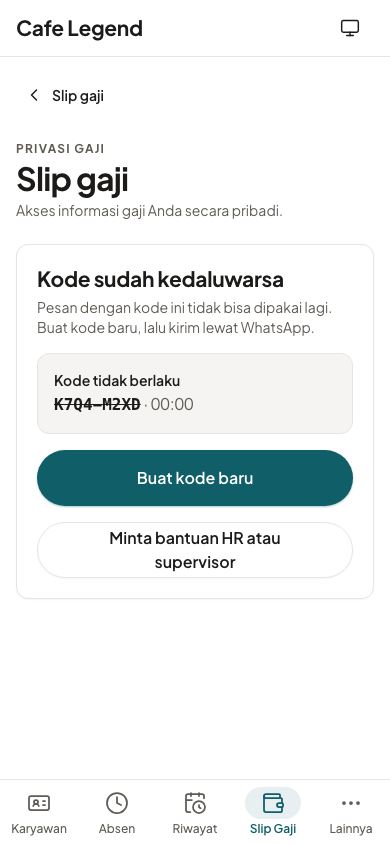 Cafe Legend
Slip gaji
PRIVASI GAJI
Slip gaji
Akses informasi gaji Anda secara pribadi.
Kode sudah kedaluwarsa
Pesan dengan kode ini tidak bisa dipakai lagi.
Buat kode baru, lalu kirim lewat WhatsApp.
Kode tidak berlaku
K7Q4-M2XD · 00:00
Buat kode baru
Minta bantuan HR atau
supervisor
Karyawan Absen Riwayat Slip Gaji Lainnya